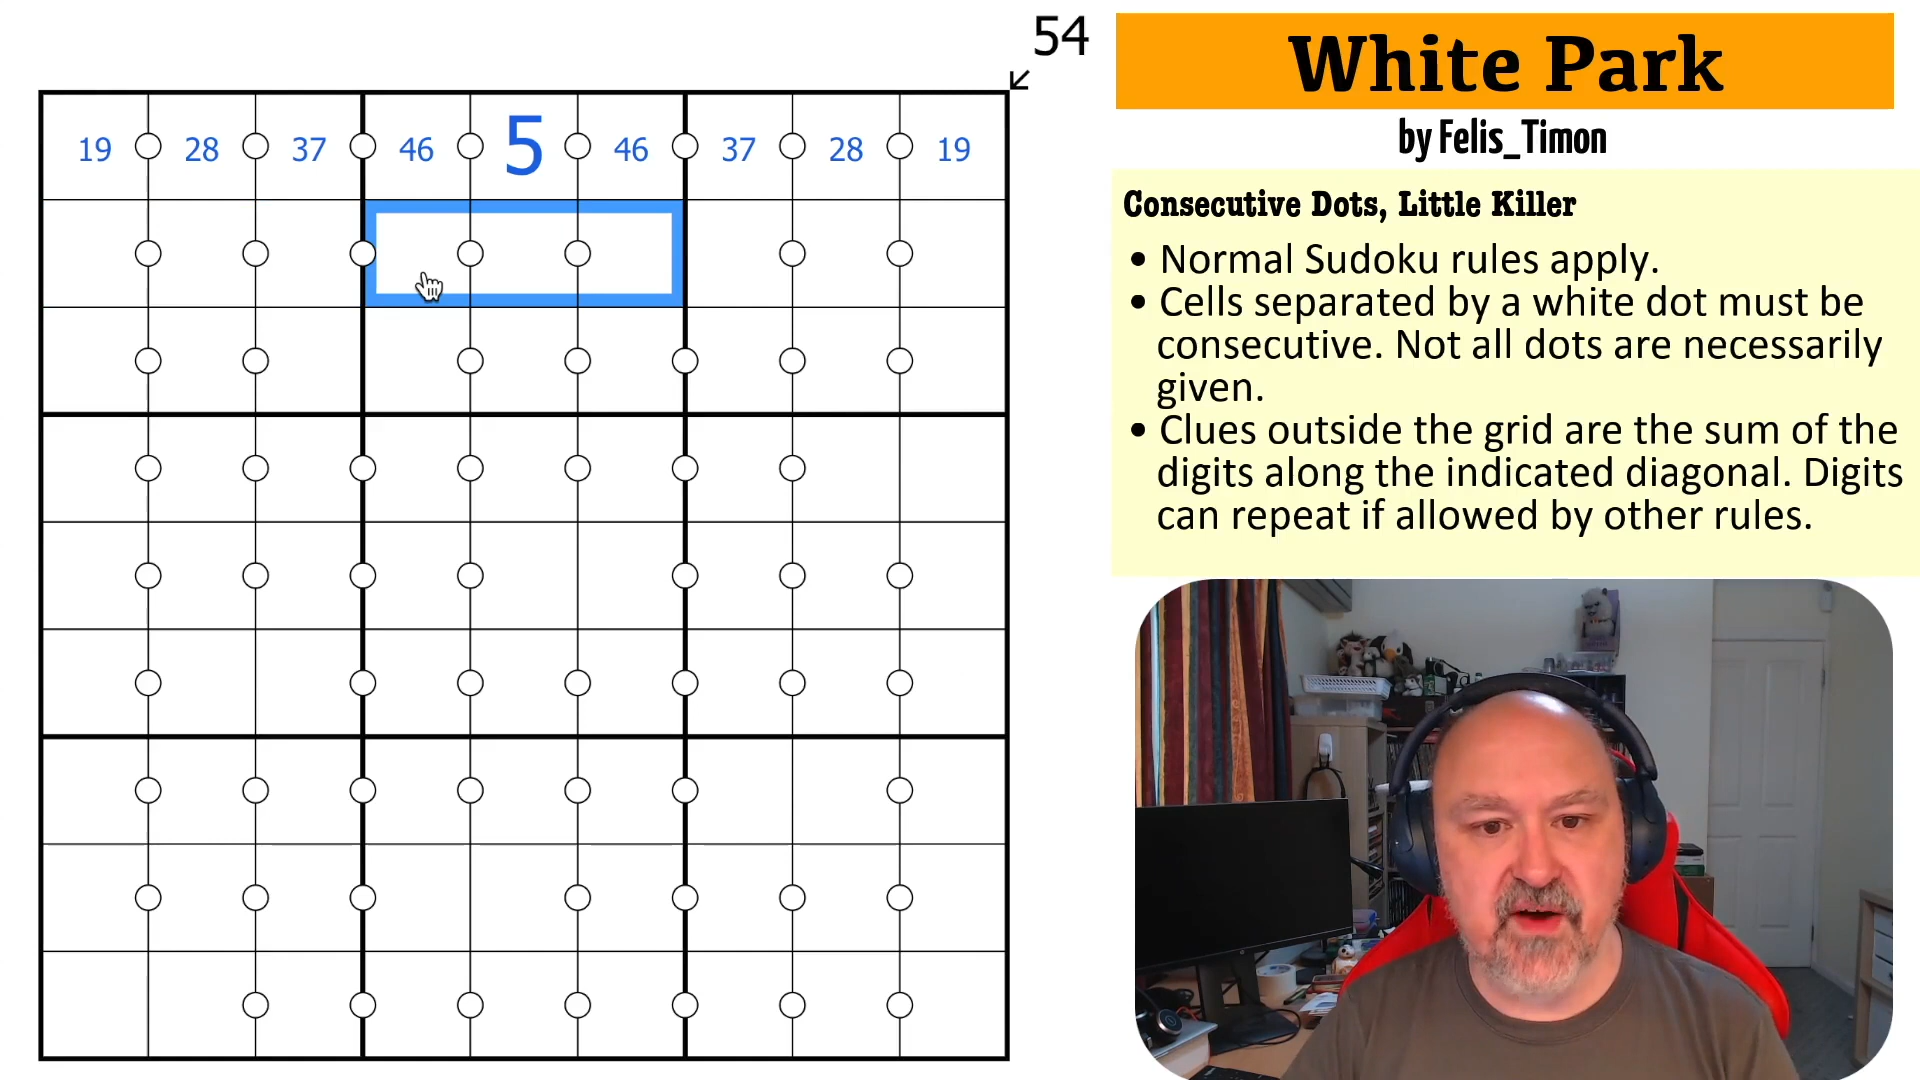 54
White Park
by Felis_Timon
19 28 37 46 5 46 37 28 19
Consecutive Dots, Little Killer
• Normal Sudoku rules apply.
• Cells separated by a white dot must be
consecutive. Not all dots are necessarily
given.
• Clues outside the grid are the sum of the
digits along the indicated diagonal. Digits
can repeat if allowed by other rules.